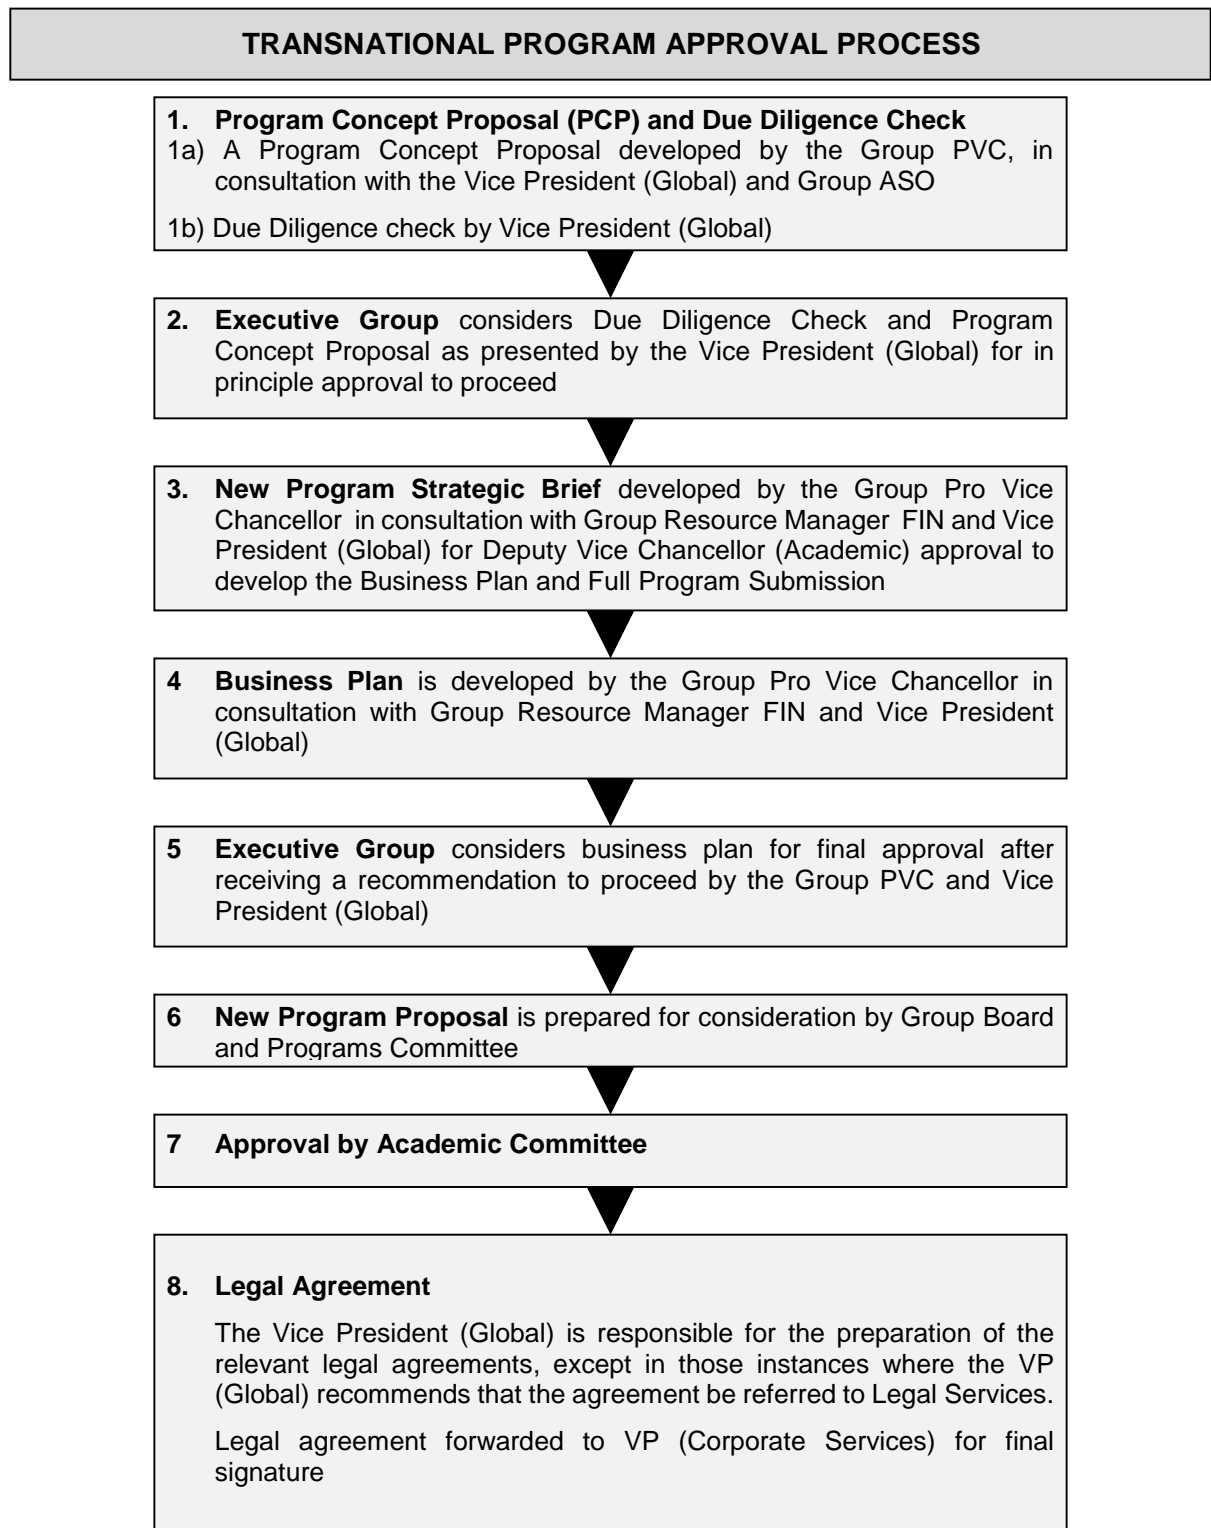 TRANSNATIONAL PROGRAM APPROVAL PROCESS
1. Program Concept Proposal (PCP) and Due Diligence Check
1a) A Program Concept Proposal developed by the Group PVC, in
consultation with the Vice President (Global) and Group ASO
1b) Due Diligence check by Vice President (Global)
2. Executive Group considers Due Diligence Check and Program
Concept Proposal as presented by the Vice President (Global) for in
principle approval to proceed
3. New Program Strategic Brief developed by the Group Pro Vice
Chancellor in consultation with Group Resource Manager FIN and Vice
President (Global) for Deputy Vice Chancellor (Academic) approval to
develop the Business Plan and Full Program Submission
4 Business Plan is developed by the Group Pro Vice Chancellor in
consultation with Group Resource Manager FIN and Vice President
(Global)
5 Executive Group considers business plan for final approval after
receiving a recommendation to proceed by the Group PVC and Vice
President (Global)
6 New Program Proposal is prepared for consideration by Group Board
and Programs Committee
7 Approval by Academic Committee
8. Legal Agreement
The Vice President (Global) is responsible for the preparation of the
relevant legal agreements, except in those instances where the VP
(Global) recommends that the agreement be referred to Legal Services.
Legal agreement forwarded to VP (Corporate Services) for final
signature